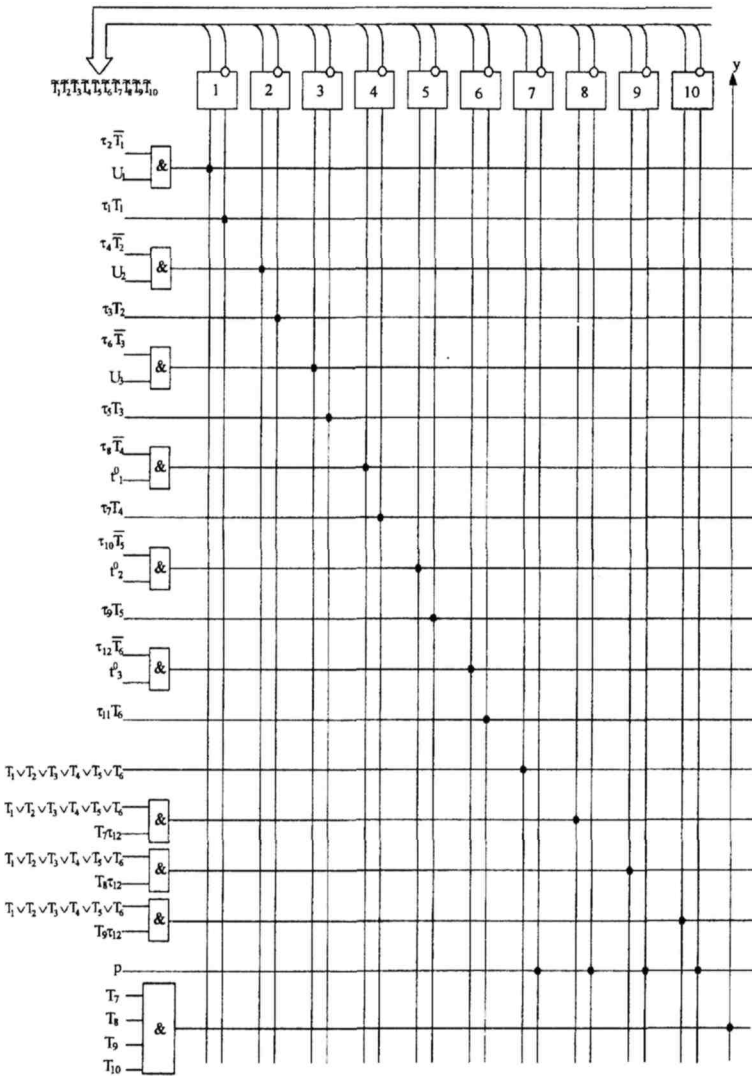 1 2 3 4 5 6 7 8 9 10 y
T̃₁T̃₂T̃₃T̃₄T̃₅T̃₆T̃₇T̃₈T̃₉T̃₁₀
τ₂T̅₁
U₁
&
τ₁T₁
τ₄T̅₂
U₂
&
τ₃T₂
τ₆T̅₃
U₃
&
τ₅T₃
τ₈T̅₄
t⁰₁
&
τ₇T₄
τ₁₀T̅₅
t⁰₂
&
τ₉T₅
τ₁₂T̅₆
t⁰₃
&
τ₁₁T₆
T₁∨T₂∨T₃∨T₄∨T₅∨T₆
T₁∨T₂∨T₃∨T₄∨T₅∨T₆
T₇τ₁₂
&
T₁∨T₂∨T₃∨T₄∨T₅∨T₆
T₈τ₁₂
&
T₁∨T₂∨T₃∨T₄∨T₅∨T₆
T₉τ₁₂
&
p
T₇
T₈
T₉
T₁₀
&